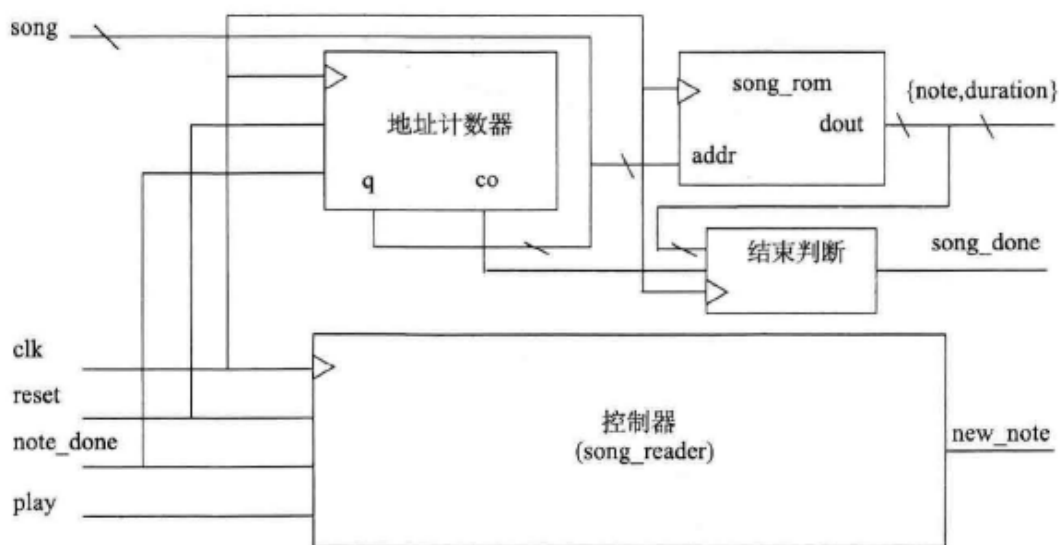 song
地址计数器
q
co
song_rom
dout
addr
{note,duration}
结束判断
song_done
clk
reset
note_done
play
控制器
(song_reader)
new_note